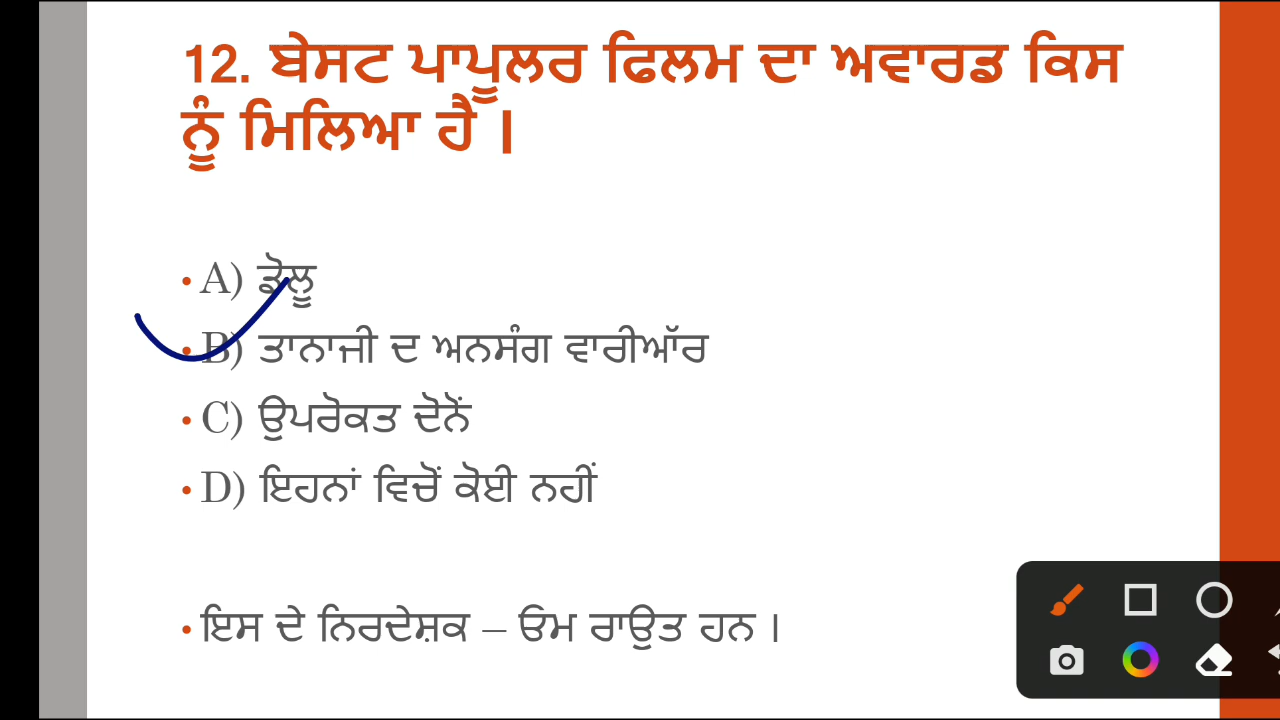 12. ਬੇਸਟ ਪਾਪੂਲਰ ਫਿਲਮ ਦਾ ਅਵਾਰਡ ਕਿਸ
ਨੂੰ ਮਿਲਿਆ ਹੈ ।
• A) ਡੋਲੂ
• B) ਤਾਨਾਜੀ ਦ ਅਨਸੰਗ ਵਾਰੀਆੱਰ
• C) ਉਪਰੋਕਤ ਦੋਨੋਂ
• D) ਇਹਨਾਂ ਵਿਚੋਂ ਕੋਈ ਨਹੀਂ
• ਇਸ ਦੇ ਨਿਰਦੇਸ਼ਕ – ਓਮ ਰਾਉਤ ਹਨ ।